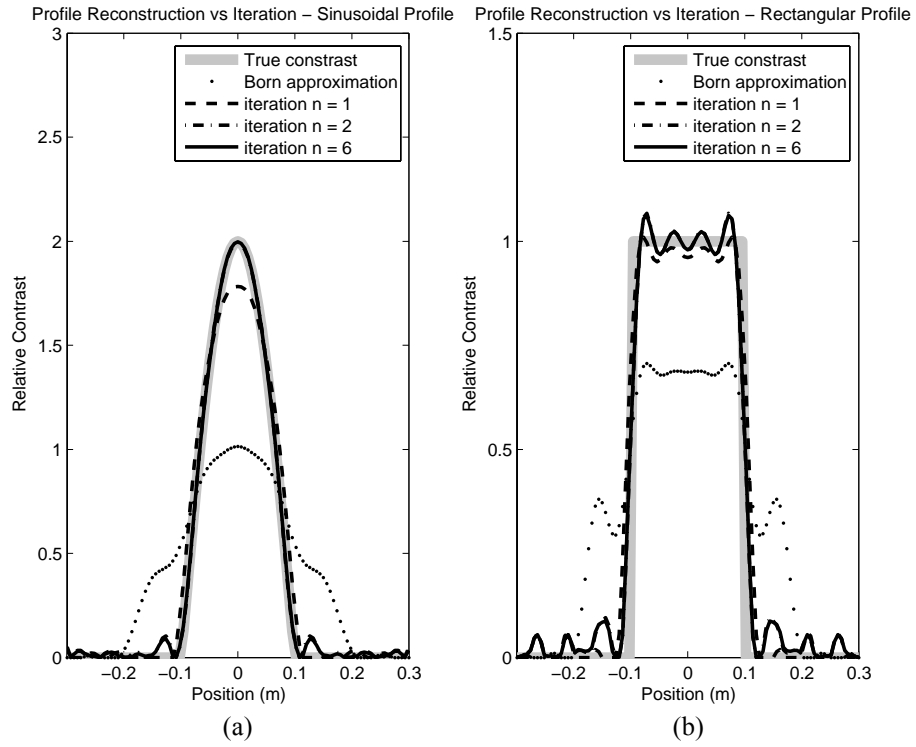 Profile Reconstruction vs Iteration – Sinusoidal Profile
3
2.5
2
1.5
1
0.5
0
Relative Contrast
True constrast
Born approximation
iteration n = 1
iteration n = 2
iteration n = 6
−0.2
−0.1
0
0.1
0.2
0.3
Position (m)
(a)
Profile Reconstruction vs Iteration – Rectangular Profile
1.5
1
0.5
0
Relative Contrast
True constrast
Born approximation
iteration n = 1
iteration n = 2
iteration n = 6
−0.2
−0.1
0
0.1
0.2
0.3
Position (m)
(b)